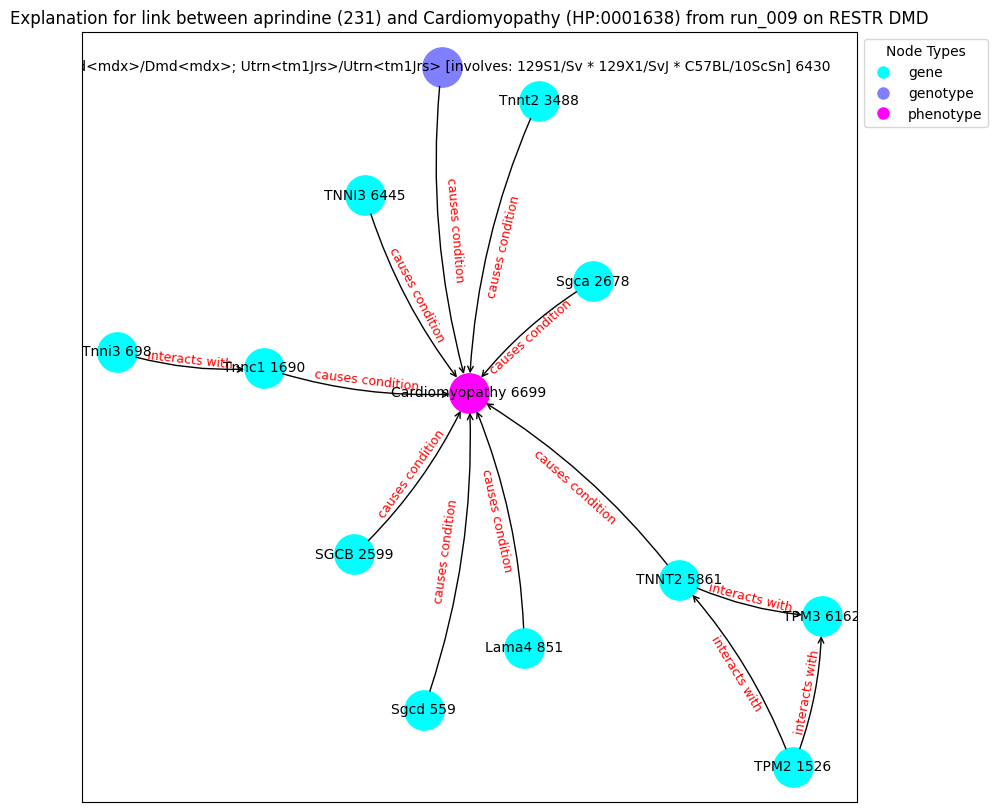 Explanation for link between aprindine (231) and Cardiomyopathy (HP:0001638) from run_009 on RESTR DMD
Node Types
gene
genotype
phenotype
d<mdx>/Dmd<mdx>; Utrn<tm1Jrs>/Utrn<tm1Jrs> [involves: 129S1/Sv * 129X1/SvJ * C57BL/10ScSn] 6430
Tnnt2 3488
TNNI3 6445
causes condition
causes condition
causes condition
Sgca 2678
causes condition
Tnni3 698
interacts with
Tnnc1 1690
causes condition
Cardiomyopathy 6699
causes condition
causes condition
causes condition
causes condition
SGCB 2599
TNNT2 5861
interacts with
TPM3 6162
Lama4 851
interacts with
interacts with
Sgcd 559
TPM2 1526